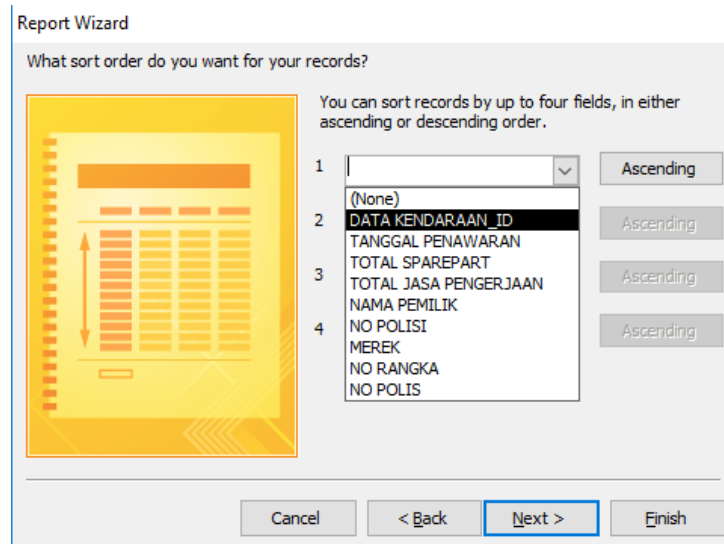 Report Wizard
What sort order do you want for your records?
You can sort records by up to four fields, in either
ascending or descending order.
1
Ascending
(None)
2 DATA KENDARAAN_ID Ascending
TANGGAL PENAWARAN
TOTAL SPAREPART
3 TOTAL JASA PENGERJAAN Ascending
NAMA PEMILIK
4 NO POLISI Ascending
MEREK
NO RANGKA
NO POLIS
Cancel < Back Next > Finish